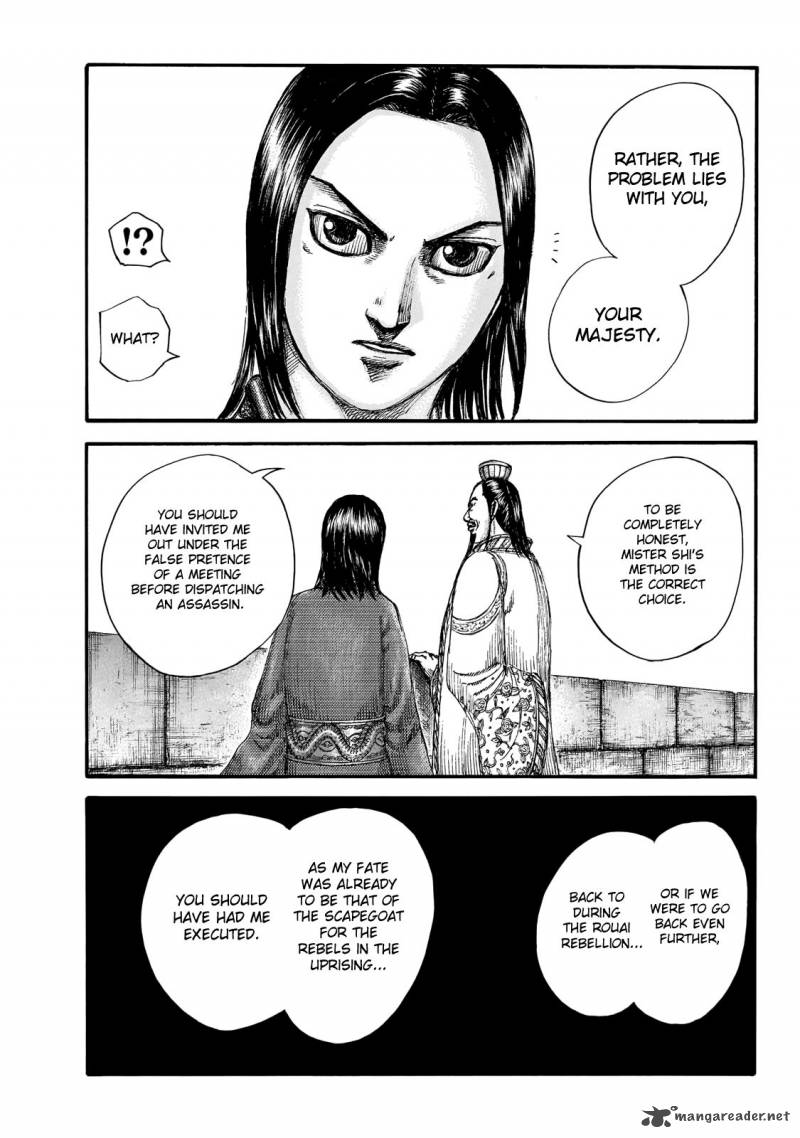 RATHER, THE
PROBLEM LIES
WITH YOU,
YOUR
MAJESTY.
!?
WHAT?
TO BE
COMPLETELY
HONEST,
MISTER SHI'S
METHOD IS
THE CORRECT
CHOICE.
YOU SHOULD
HAVE INVITED ME
OUT UNDER THE
FALSE PRETENCE
OF A MEETING
BEFORE DISPATCHING
AN ASSASSIN.
OR IF WE
WERE TO GO
BACK EVEN
FURTHER,
BACK TO
DURING
THE ROUAI
REBELLION...
AS MY FATE
WAS ALREADY
TO BE THAT OF
THE SCAPEGOAT
FOR THE
REBELS IN THE
UPRISING...
YOU SHOULD
HAVE HAD ME
EXECUTED.
mangareader.net